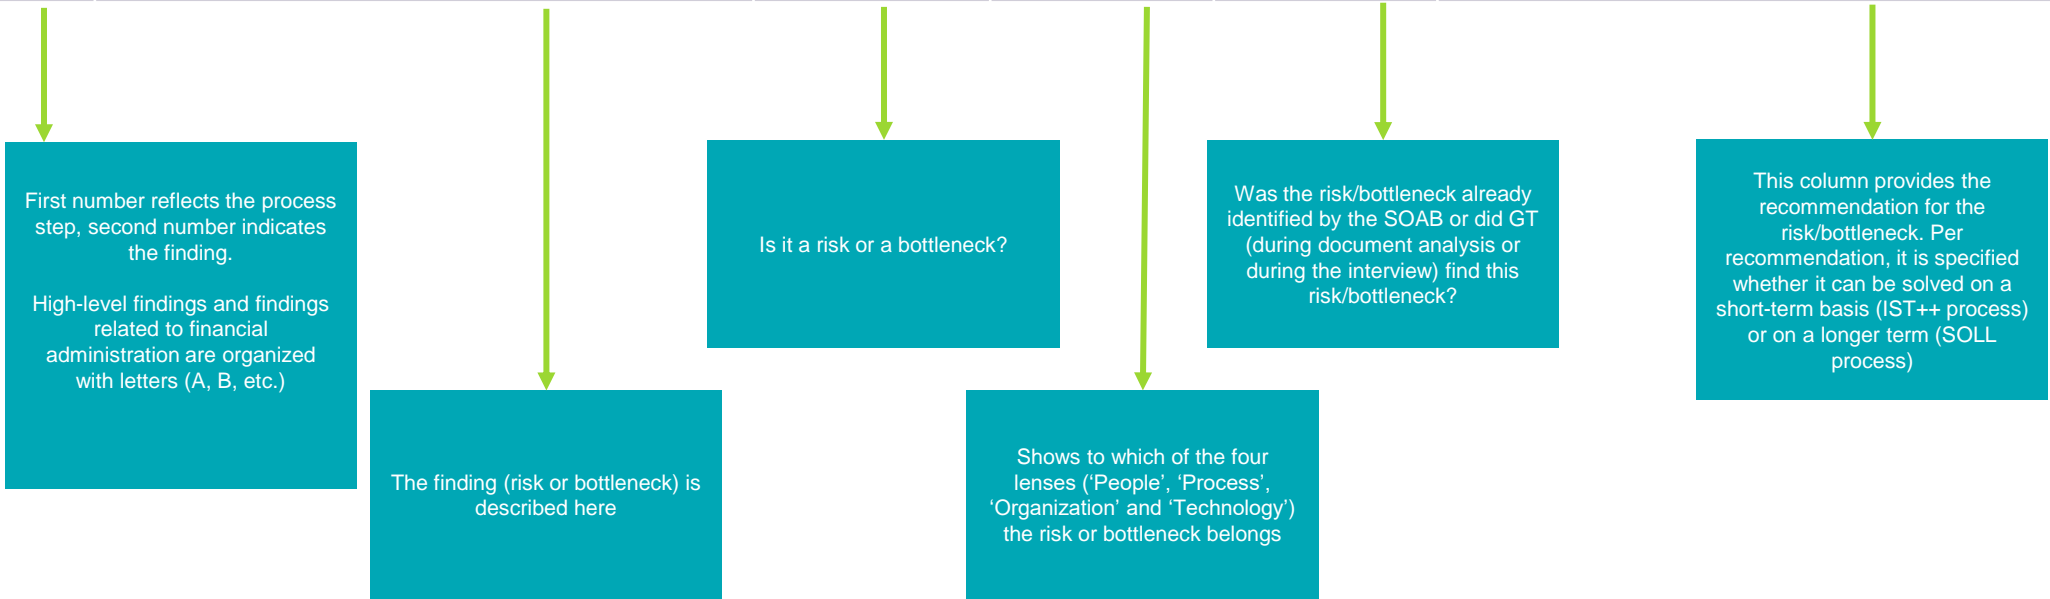 First number reflects the process
step, second number indicates
the finding.
High-level findings and findings
related to financial
administration are organized
with letters (A, B, etc.)
The finding (risk or bottleneck) is
described here
Is it a risk or a bottleneck?
Shows to which of the four
lenses (‘People’, ‘Process’,
‘Organization’ and ‘Technology’)
the risk or bottleneck belongs
Was the risk/bottleneck already
identified by the SOAB or did GT
(during document analysis or
during the interview) find this
risk/bottleneck?
This column provides the
recommendation for the
risk/bottleneck. Per
recommendation, it is specified
whether it can be solved on a
short-term basis (IST++ process)
or on a longer term (SOLL
process)